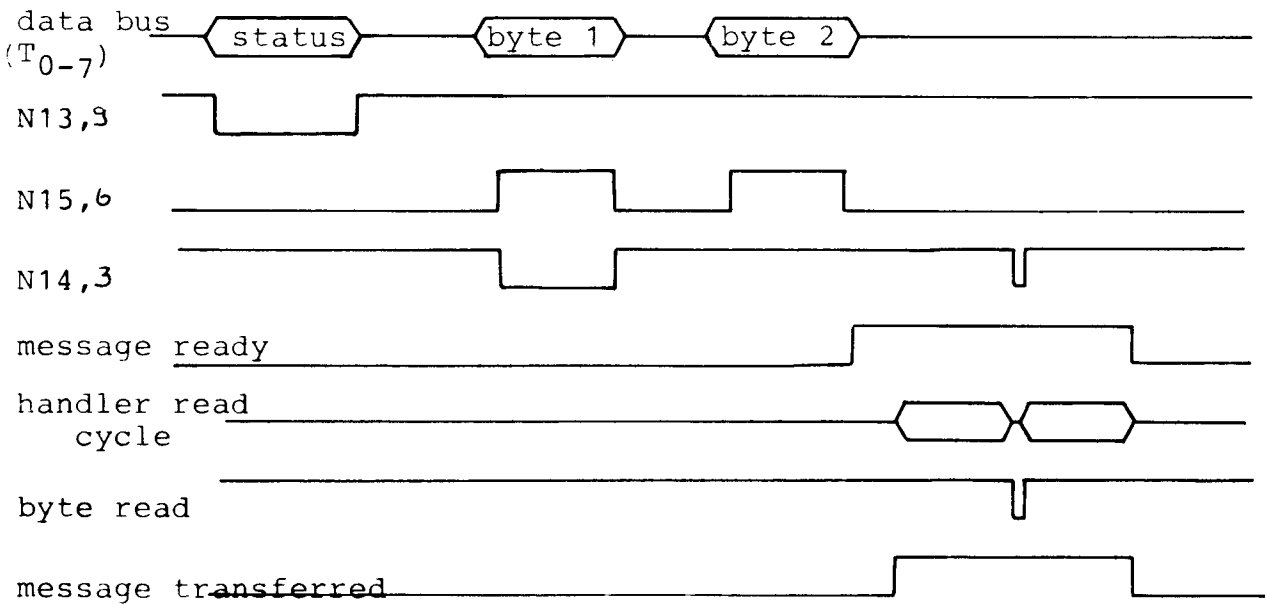 data bus
(T0-7)
status
byte 1
byte 2
N13,9
N15,6
N14,3
message ready
handler read
cycle
byte read
message transferred